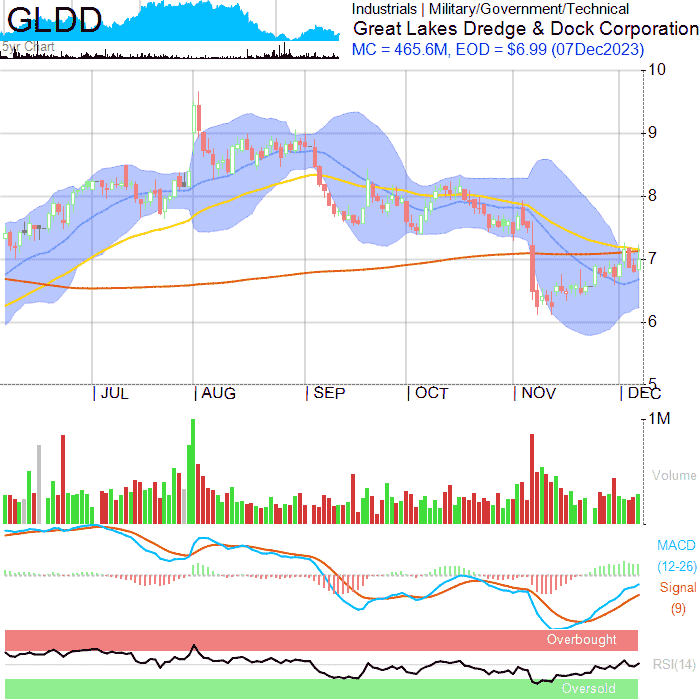 GLDD
5yr Chart
Industrials | Military/Government/Technical
Great Lakes Dredge & Dock Corporation
MC = 465.6M, EOD = $6.99 (07Dec2023)
10
9
8
7
6
5
JUL AUG SEP OCT NOV DEC
1M
Volume
MACD
(12-26)
Signal
(9)
Overbought
RSI(14)
Oversold